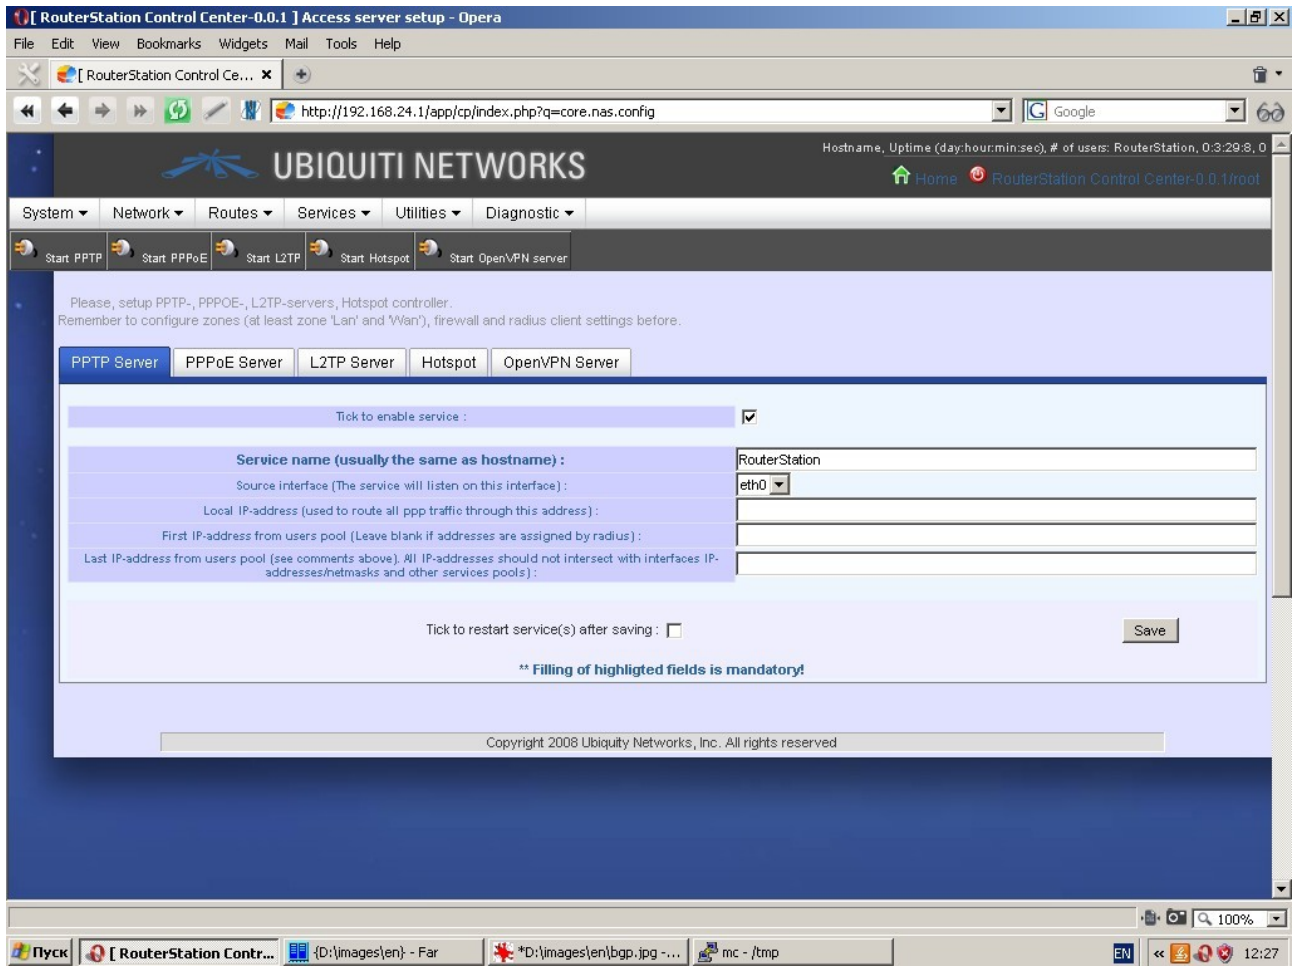 [ RouterStation Control Center-0.0.1 ] Access server setup - Opera
File Edit View Bookmarks Widgets Mail Tools Help
[ RouterStation Control Ce...
http://192.168.24.1/app/cp/index.php?q=core.nas.config
Google
Hostname, Uptime (day:hour:min:sec), # of users: RouterStation, 0:3:29:8, 0
UBIQUITI NETWORKS
Home RouterStation Control Center-0.0.1/root
System Network Routes Services Utilities Diagnostic
Start PPTP Start PPPoE Start L2TP Start Hotspot Start OpenVPN server
Please, setup PPTP-, PPPOE-, L2TP-servers, Hotspot controller.
Remember to configure zones (at least zone 'Lan' and 'Wan'), firewall and radius client settings before.
PPTP Server PPPoE Server L2TP Server Hotspot OpenVPN Server
Tick to enable service :
Service name (usually the same as hostname) : RouterStation
Source interface (The service will listen on this interface) : eth0
Local IP-address (used to route all ppp traffic through this address) :
First IP-address from users pool (Leave blank if addresses are assigned by radius) :
Last IP-address from users pool (see comments above). All IP-addresses should not intersect with interfaces IP-
addresses/netmasks and other services pools) :
Tick to restart service(s) after saving : Save
** Filling of highligted fields is mandatory!
Copyright 2008 Ubiquity Networks, Inc. All rights reserved
100%
Пуск [ RouterStation Contr... {D:\images\en} - Far *D:\images\en\bgp.jpg -... mc - /tmp EN « 12:27